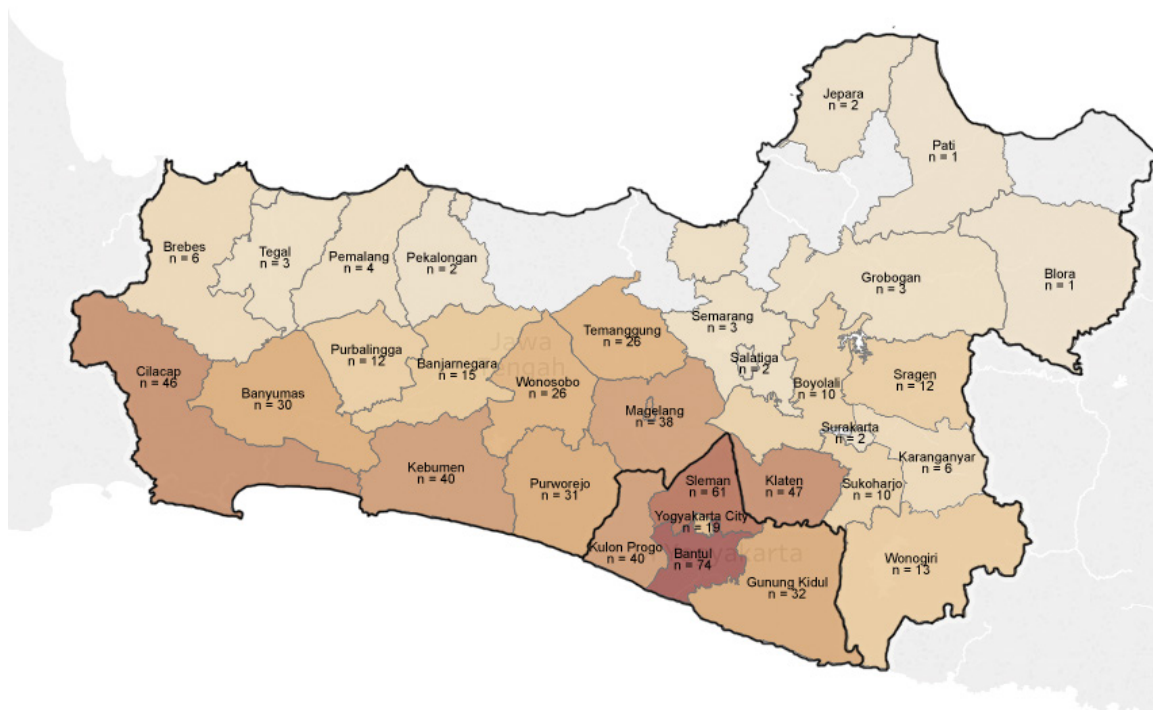 Jepara
n = 2
Pati
n = 1
Brebes
n = 6
Tegal
n = 3
Pemalang
n = 4
Pekalongan
n = 2
Grobogan
n = 3
Blora
n = 1
Semarang
n = 3
Temanggung
n = 26
Jawa
Tengah
Purbalingga
n = 12
Banjarnegara
n = 15
Wonosobo
n = 26
Salatiga
n = 2
Boyolali
n = 10
Sragen
n = 12
Cilacap
n = 46
Banyumas
n = 30
Magelang
n = 38
Surakarta
n = 2
Karanganyar
n = 6
Kebumen
n = 40
Purworejo
n = 31
Sleman
n = 61
Klaten
n = 47
Sukoharjo
n = 10
Yogyakarta City
n = 19
Kulon Progo
n = 40
Bantul
n = 74
Yogyakarta
Gunung Kidul
n = 32
Wonogiri
n = 13